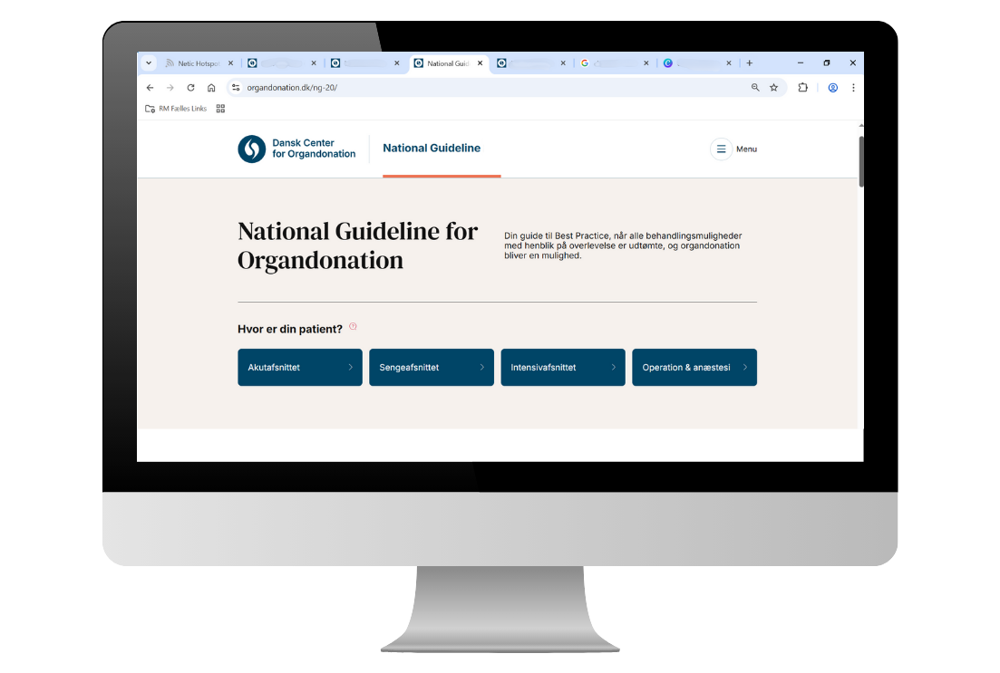 Netic Hotspot
National Guid
organdonation.dk/ng-20/
RM Fælles Links
Dansk Center
for Organdonation
National Guideline
Menu
National Guideline for
Organdonation
Din guide til Best Practice, når alle behandlingsmuligheder
med henblik på overlevelse er udtømte, og organdonation
bliver en mulighed.
Hvor er din patient?
Akutafsnittet
Sengeafsnittet
Intensivafsnittet
Operation & anæstesi